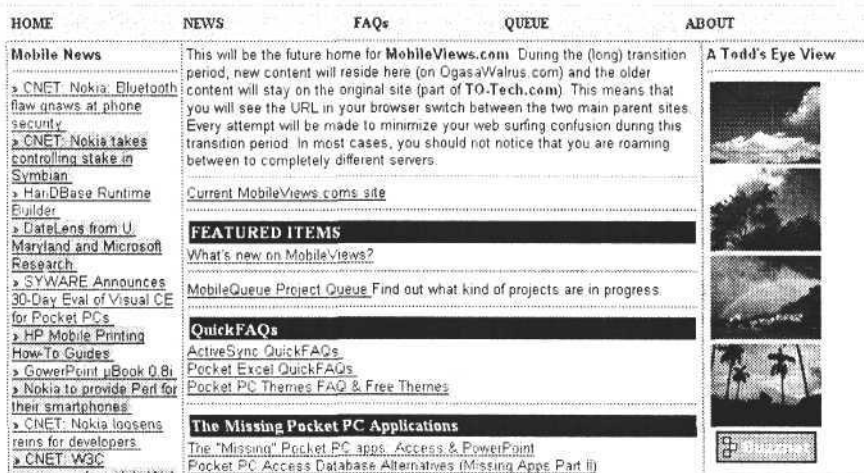 HOME NEWS FAQs QUEUE ABOUT
Mobile News
» CNET: Nokia: Bluetooth
flaw gnaws at phone
security
» CNET: Nokia takes
controlling stake in
Symbian
» HanDBase Runtime
Builder
» DateLens from U.
Maryland and Microsoft
Research
» SYWARE Announces
30-Day Eval of Visual CE
for Pocket PCs
» HP Mobile Printing
How-To Guides
» GowerPoint µBook 0.8i
» Nokia to provide Perl for
their smartphones
» CNET: Nokia loosens
reins for developers
» CNET: W3C
This will be the future home for MobileViews.com. During the (long) transition
period, new content will reside here (on OgasaWalrus.com) and the older
content will stay on the original site (part of TO-Tech.com). This means that
you will see the URL in your browser switch between the two main parent sites.
Every attempt will be made to minimize your web surfing confusion during this
transition period. In most cases, you should not notice that you are roaming
between to completely different servers.
Current MobileViews.coms site
FEATURED ITEMS
What's new on MobileViews?
MobileQueue Project Queue Find out what kind of projects are in progress.
QuickFAQs
ActiveSync QuickFAQs
Pocket Excel QuickFAQs
Pocket PC Themes FAQ & Free Themes
The Missing Pocket PC Applications
The "Missing" Pocket PC apps: Access & PowerPoint
Pocket PC Access Database Alternatves (Missing Apps Part II)
A Todd's Eye View